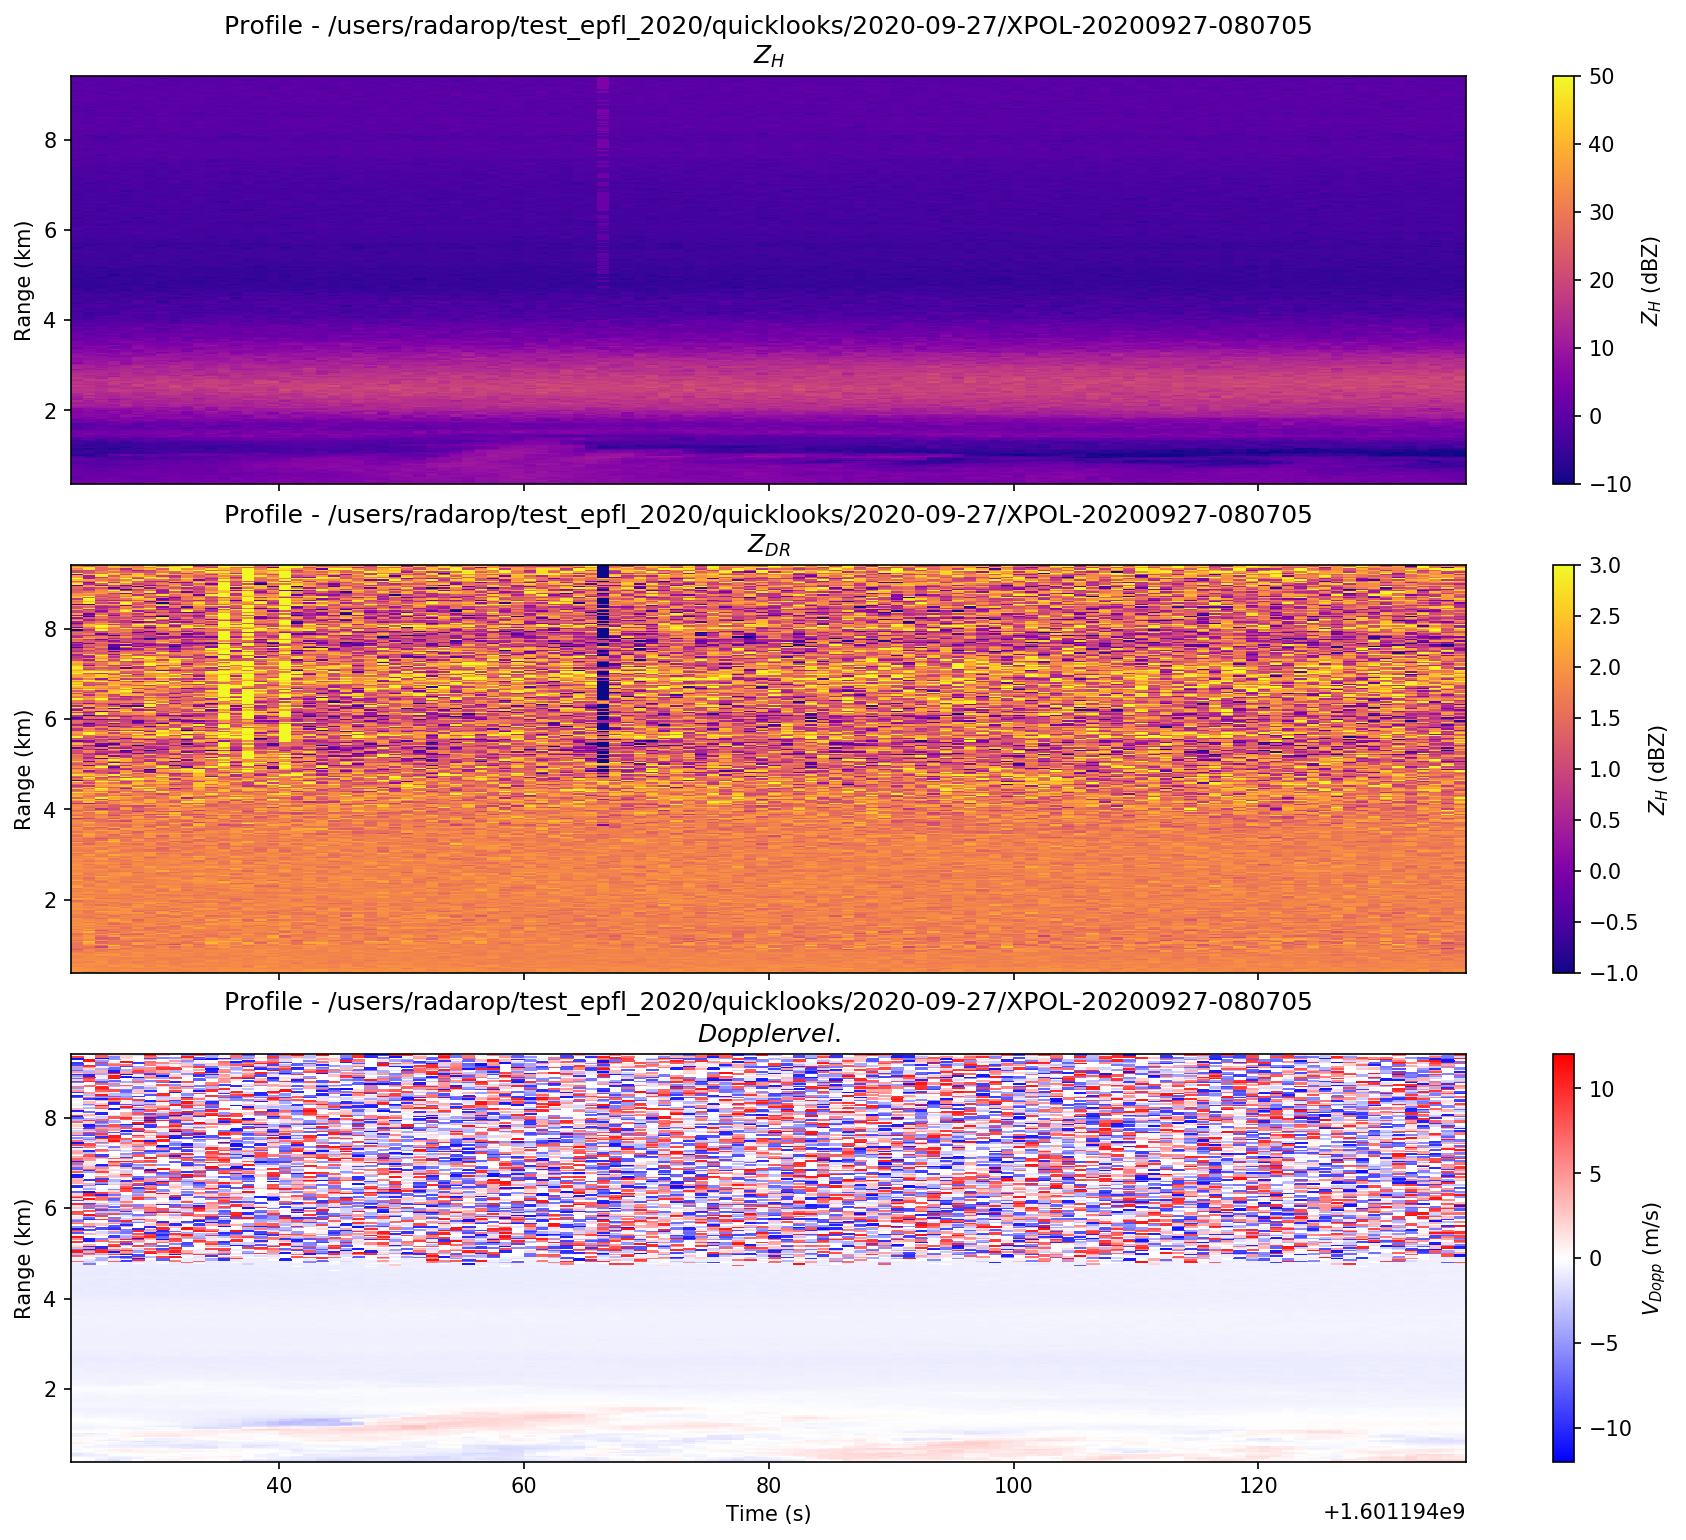 Profile - /users/radarop/test_epfl_2020/quicklooks/2020-09-27/XPOL-20200927-080705
Z_H
8
6
4
2
Range (km)
50
40
30
20
10
0
−10
Z_H (dBZ)
Profile - /users/radarop/test_epfl_2020/quicklooks/2020-09-27/XPOL-20200927-080705
Z_DR
8
6
4
2
Range (km)
3.0
2.5
2.0
1.5
1.0
0.5
0.0
−0.5
−1.0
Z_H (dBZ)
Profile - /users/radarop/test_epfl_2020/quicklooks/2020-09-27/XPOL-20200927-080705
Dopplervel.
8
6
4
2
Range (km)
40 60 80 100 120
Time (s)
+1.601194e9
10
5
0
−5
−10
V_Dopp (m/s)